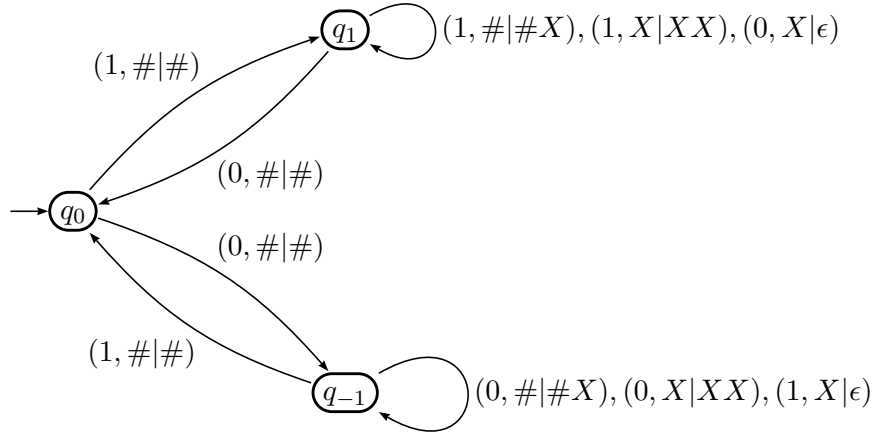 q₁
(1, #|#X), (1, X|XX), (0, X|ϵ)
(1, #|#)
(0, #|#)
q₀
(0, #|#)
(1, #|#)
q₋₁
(0, #|#X), (0, X|XX), (1, X|ϵ)